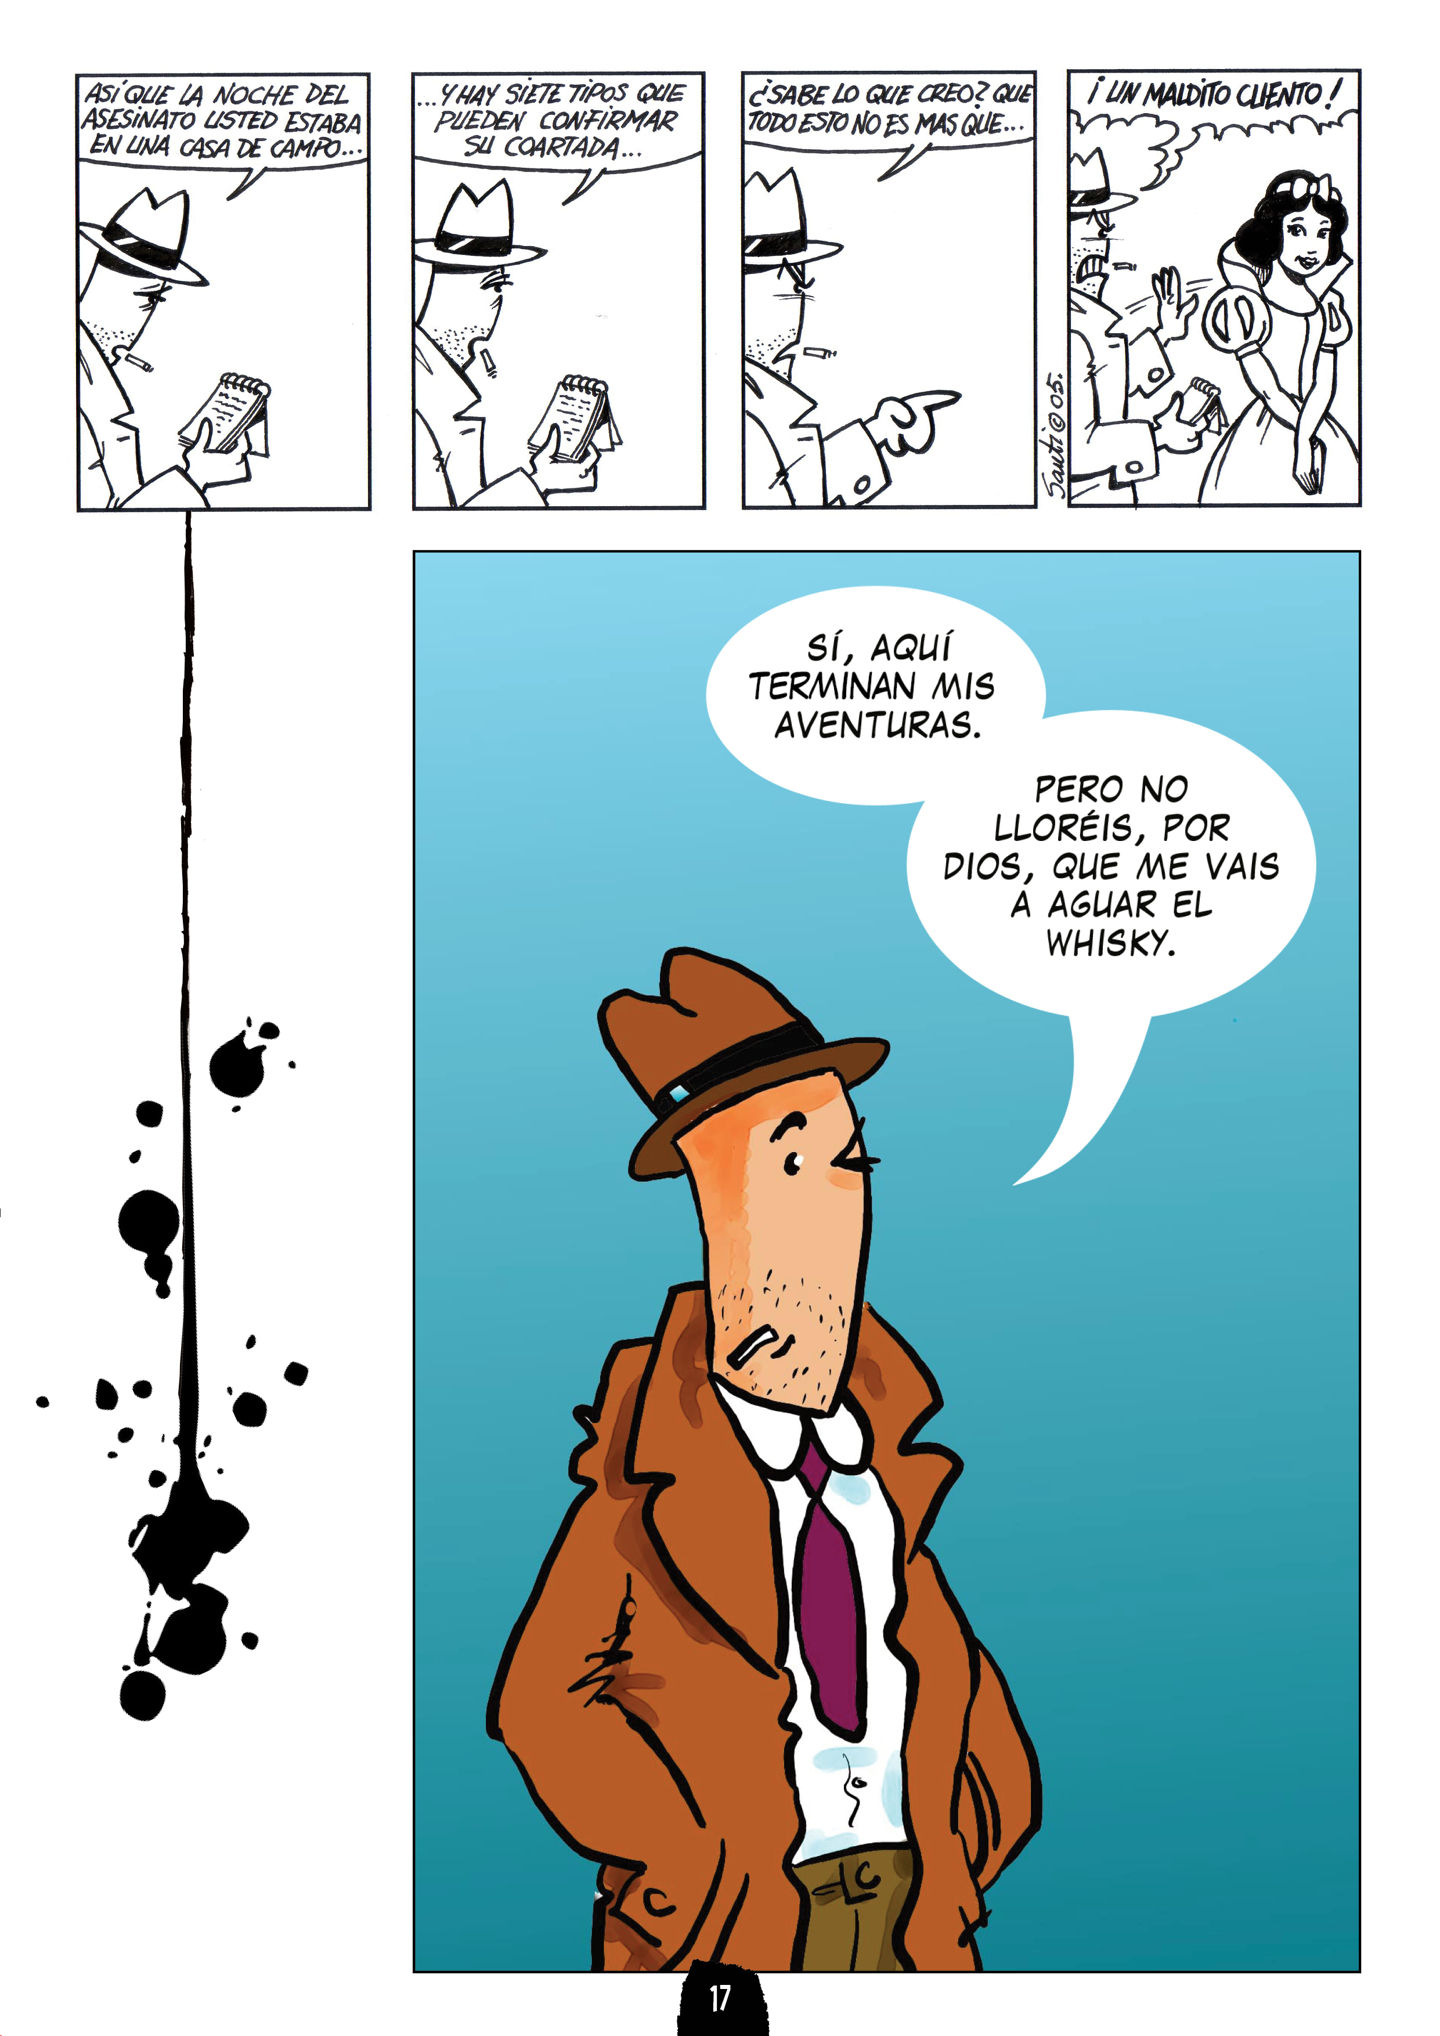 ASÍ QUE LA NOCHE DEL
ASESINATO USTED ESTABA
EN UNA CASA DE CAMPO...
...Y HAY SIETE TIPOS QUE
PUEDEN CONFIRMAR
SU COARTADA...
¿SABE LO QUE CREO? QUE
TODO ESTO NO ES MAS QUE...
¡UN MALDITO CUENTO!
Santi © 05.
SÍ, AQUÍ
TERMINAN MIS
AVENTURAS.
PERO NO
LLORÉIS, POR
DIOS, QUE ME VAIS
A AGUAR EL
WHISKY.
17